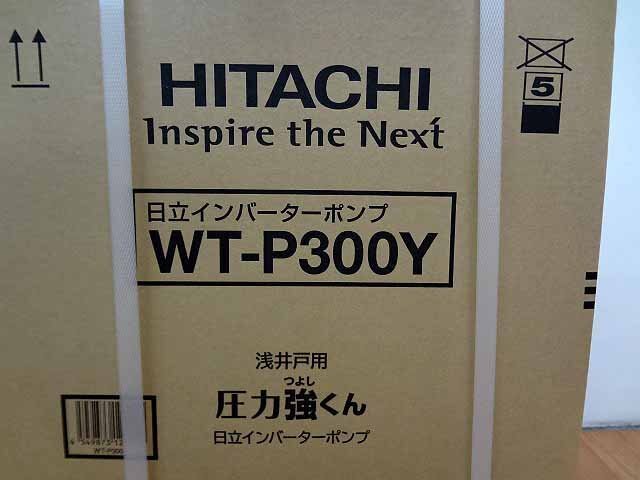 HITACHI
Inspire the Next
5
日立インバーターポンプ
WT-P300Y
浅井戸用
つよし
圧力強くん
日立インバーターポンプ
WT-P300